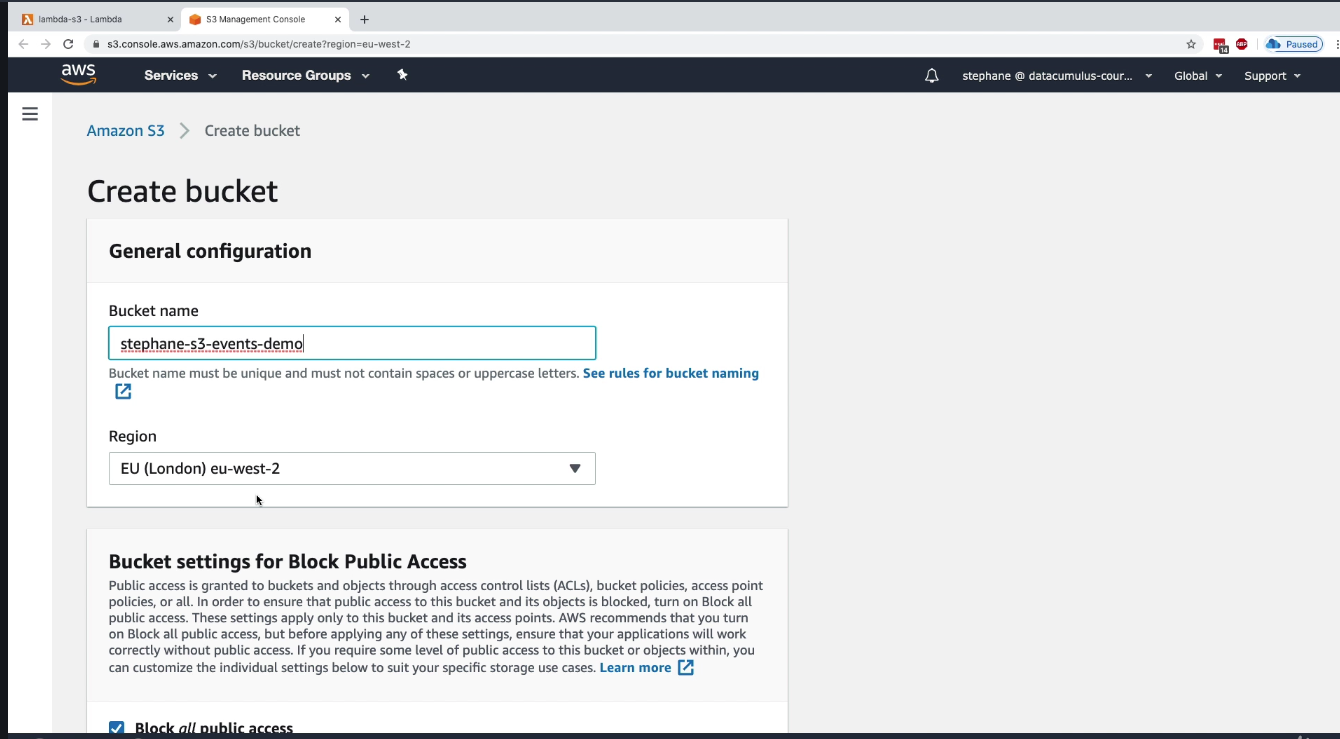 lambda-s3 - Lambda
S3 Management Console
s3.console.aws.amazon.com/s3/bucket/create?region=eu-west-2
14
ABP
Paused
aws
Services
Resource Groups
stephane @ datacumulus-cour...
Global
Support
Amazon S3
Create bucket
Create bucket
General configuration
Bucket name
stephane-s3-events-demo
Bucket name must be unique and must not contain spaces or uppercase letters. See rules for bucket naming
Region
EU (London) eu-west-2
Bucket settings for Block Public Access
Public access is granted to buckets and objects through access control lists (ACLs), bucket policies, access point
policies, or all. In order to ensure that public access to this bucket and its objects is blocked, turn on Block all
public access. These settings apply only to this bucket and its access points. AWS recommends that you turn
on Block all public access, but before applying any of these settings, ensure that your applications will work
correctly without public access. If you require some level of public access to this bucket or objects within, you
can customize the individual settings below to suit your specific storage use cases. Learn more
Block all public access